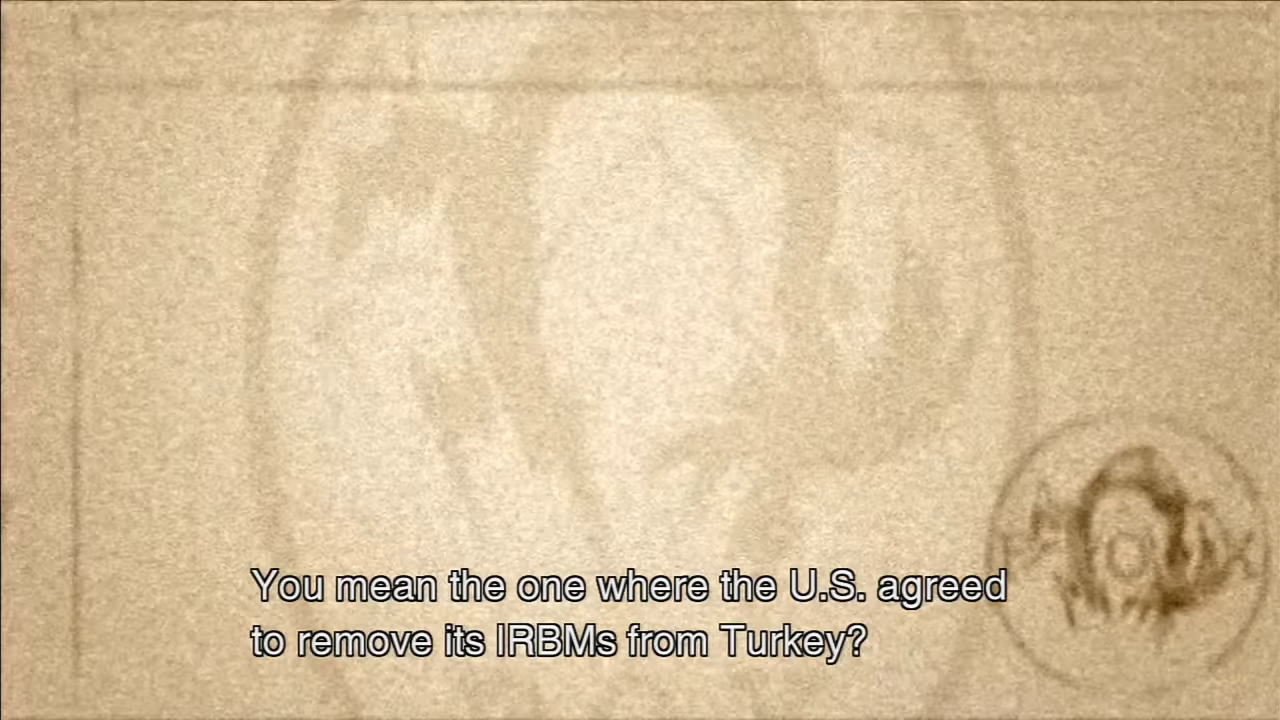 You mean the one where the U.S. agreed
to remove its IRBMs from Turkey?